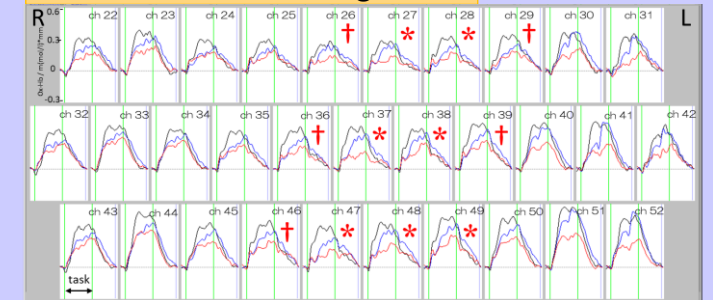 R L
ch 22 ch 23 ch 24 ch 25 ch 26 † ch 27 * ch 28 * ch 29 † ch 30 ch 31
0.6
0.3
0
-0.3
ch 32 ch 33 ch 34 ch 35 ch 36 † ch 37 * ch 38 * ch 39 † ch 40 ch 41 ch 42
ch 43 ch 44 ch 45 ch 46 † ch 47 * ch 48 * ch 49 * ch 50 ch 51 ch 52
task